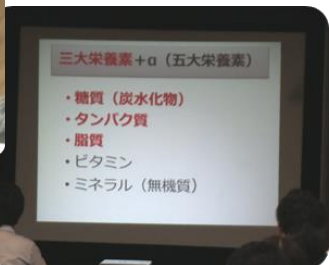 三大栄養素+α（五大栄養素）
・糖質（炭水化物）
・タンパク質
・脂質
・ビタミン
・ミネラル（無機質）